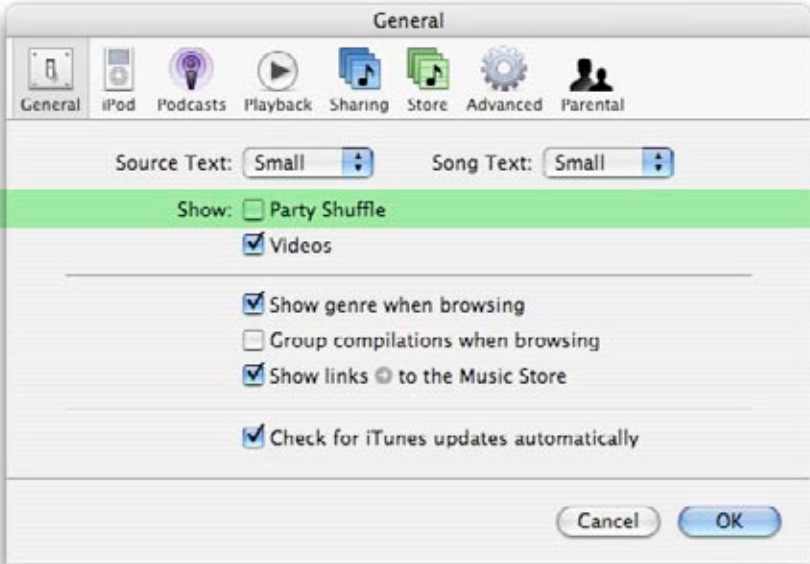 General
General iPod Podcasts Playback Sharing Store Advanced Parental
Source Text: Small Song Text: Small
Show: Party Shuffle
Videos
Show genre when browsing
Group compilations when browsing
Show links to the Music Store
Check for iTunes updates automatically
Cancel OK